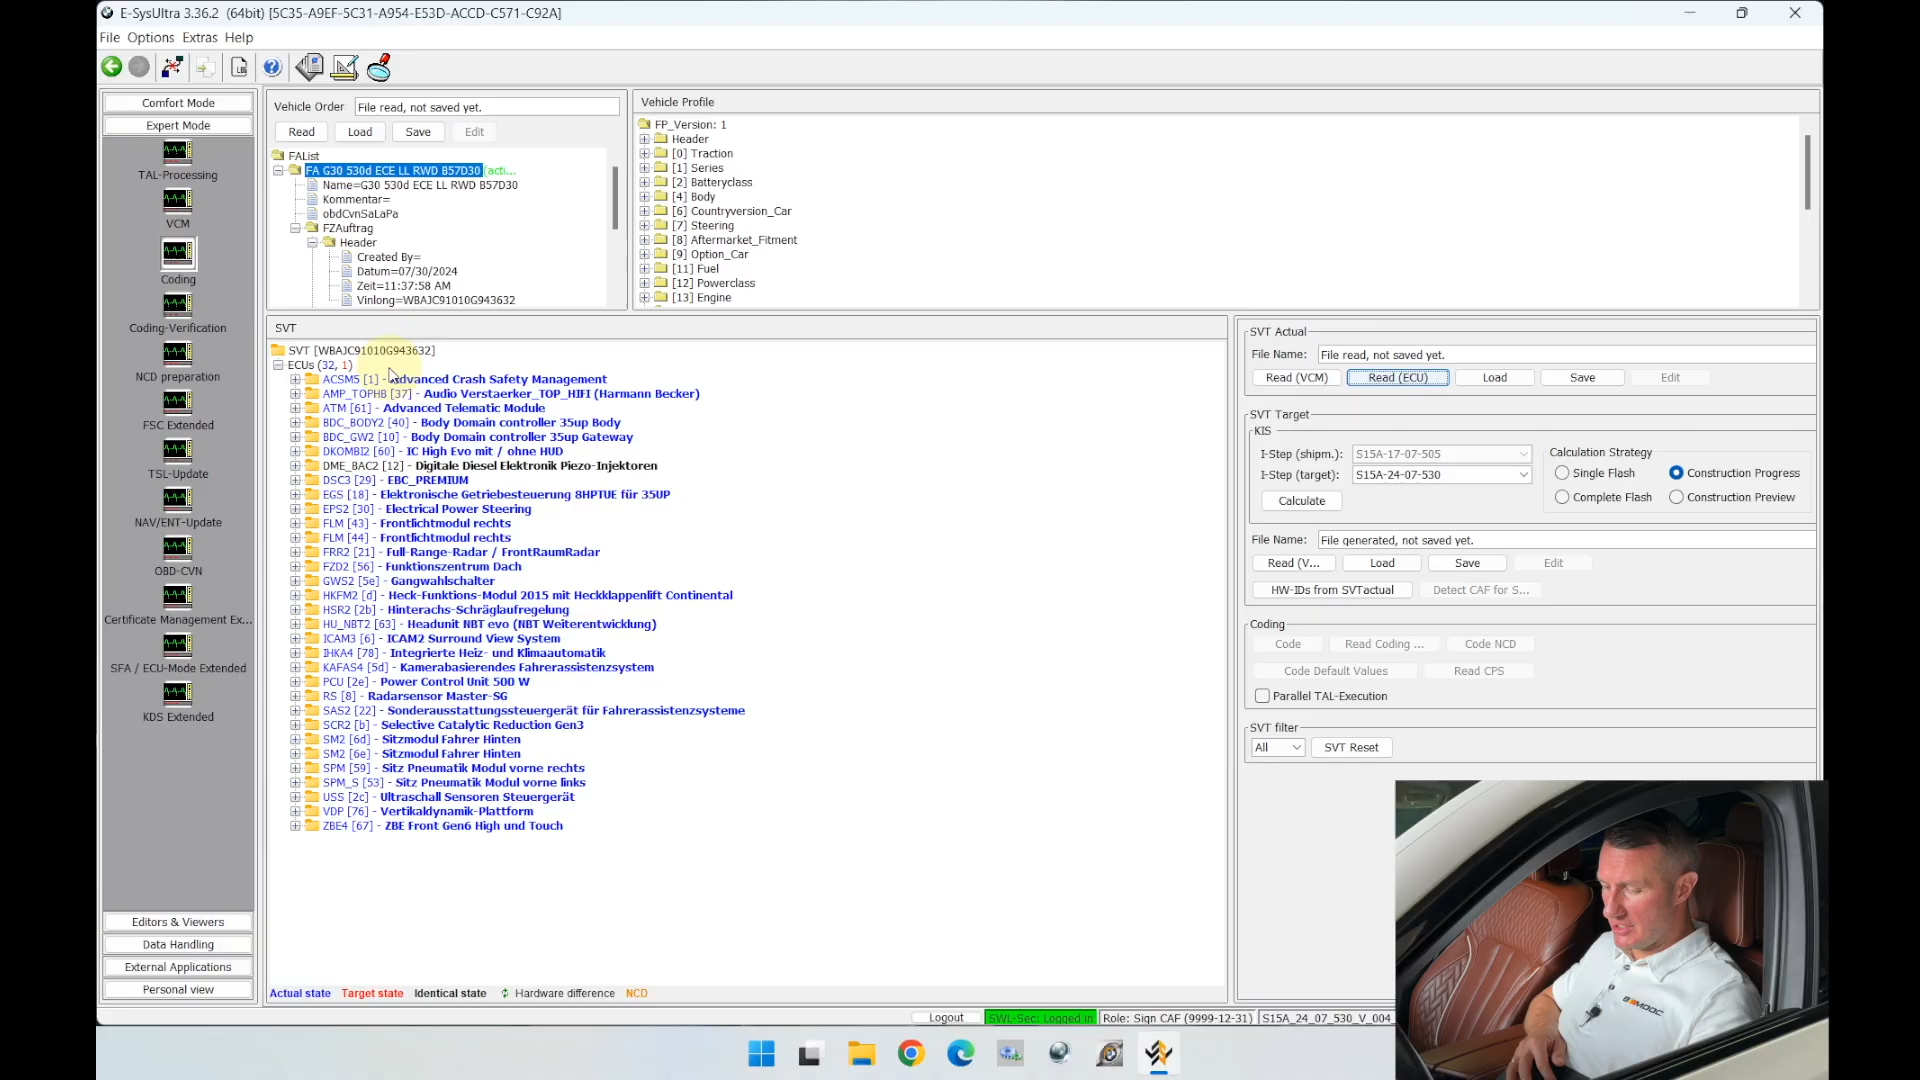 E-SysUltra 3.36.2 (64bit) [5C35-A9EF-5C31-A954-E53D-ACCD-C571-C92A]
File Options Extras Help
Comfort Mode
Expert Mode
TAL-Processing
VCM
Coding
Coding-Verification
NCD preparation
FSC Extended
TSL-Update
NAV/ENT-Update
OBD-CVN
Certificate Management Ex...
SFA / ECU-Mode Extended
KDS Extended
Editors & Viewers
Data Handling
External Applications
Personal view
Vehicle Order File read, not saved yet.
Read Load Save Edit
FAList
FA G30 530d ECE LL RWD B57D30 (acti...
Name=G30 530d ECE LL RWD B57D30
Kommentar=
obdCvnSaLaPa
FZAuftrag
Header
Created By=
Datum=07/30/2024
Zeit=11:37:58 AM
Vinlong=WBAJC91010G943632
Vehicle Profile
FP_Version: 1
Header
[0] Traction
[1] Series
[2] Batteryclass
[4] Body
[6] Countryversion_Car
[7] Steering
[8] Aftermarket_Fitment
[9] Option_Car
[11] Fuel
[12] Powerclass
[13] Engine
SVT
SVT [WBAJC91010G943632]
ECUs (32, 1)
ACSM5 [1] - Advanced Crash Safety Management
AMP_TOPHB [37] - Audio Verstaerker_TOP_HIFI (Harmann Becker)
ATM [61] - Advanced Telematic Module
BDC_BODY2 [40] - Body Domain controller 35up Body
BDC_GW2 [10] - Body Domain controller 35up Gateway
DKOMBI2 [60] - IC High Evo mit / ohne HUD
DME_BAC2 [12] - Digitale Diesel Elektronik Piezo-Injektoren
DSC3 [29] - EBC_PREMIUM
EGS [18] - Elektronische Getriebesteuerung 8HPTUE für 35UP
EPS2 [30] - Electrical Power Steering
FLM [43] - Frontlichtmodul rechts
FLM [44] - Frontlichtmodul rechts
FRR2 [21] - Full-Range-Radar / FrontRaumRadar
FZD2 [56] - Funktionszentrum Dach
GWS2 [5e] - Gangwahlschalter
HKFM2 [d] - Heck-Funktions-Modul 2015 mit Heckklappenlift Continental
HSR2 [2b] - Hinterachs-Schräglaufregelung
HU_NBT2 [63] - Headunit NBT evo (NBT Weiterentwicklung)
ICAM3 [6] - ICAM2 Surround View System
IHKA4 [78] - Integrierte Heiz- und Klimaautomatik
KAFAS4 [5d] - Kamerabasierendes Fahrerassistenzsystem
PCU [2e] - Power Control Unit 500 W
RS [8] - Radarsensor Master-SG
SAS2 [22] - Sonderausstattungssteuergerät für Fahrerassistenzsysteme
SCR2 [b] - Selective Catalytic Reduction Gen3
SM2 [6d] - Sitzmodul Fahrer Hinten
SM2 [6e] - Sitzmodul Fahrer Hinten
SPM [59] - Sitz Pneumatik Modul vorne rechts
SPM_S [53] - Sitz Pneumatik Modul vorne links
USS [2c] - Ultraschall Sensoren Steuergerät
VDP [76] - Vertikaldynamik-Plattform
ZBE4 [67] - ZBE Front Gen6 High und Touch
Actual state Target state Identical state Hardware difference NCD
SVT Actual
File Name: File read, not saved yet.
Read (VCM) Read (ECU) Load Save Edit
SVT Target
KIS
I-Step (shipm.): S15A-17-07-505
I-Step (target): S15A-24-07-530
Calculate
Calculation Strategy
Single Flash Construction Progress
Complete Flash Construction Preview
File Name: File generated, not saved yet.
Read (V... Load Save Edit
HW-IDs from SVTactual Detect CAF for S...
Coding
Code Read Coding ... Code NCD
Code Default Values Read CPS
Parallel TAL-Execution
SVT filter
All SVT Reset
Logout SWL-Sec: Logged in Role: Sign CAF (9999-12-31) S15A_24_07_530_V_004_